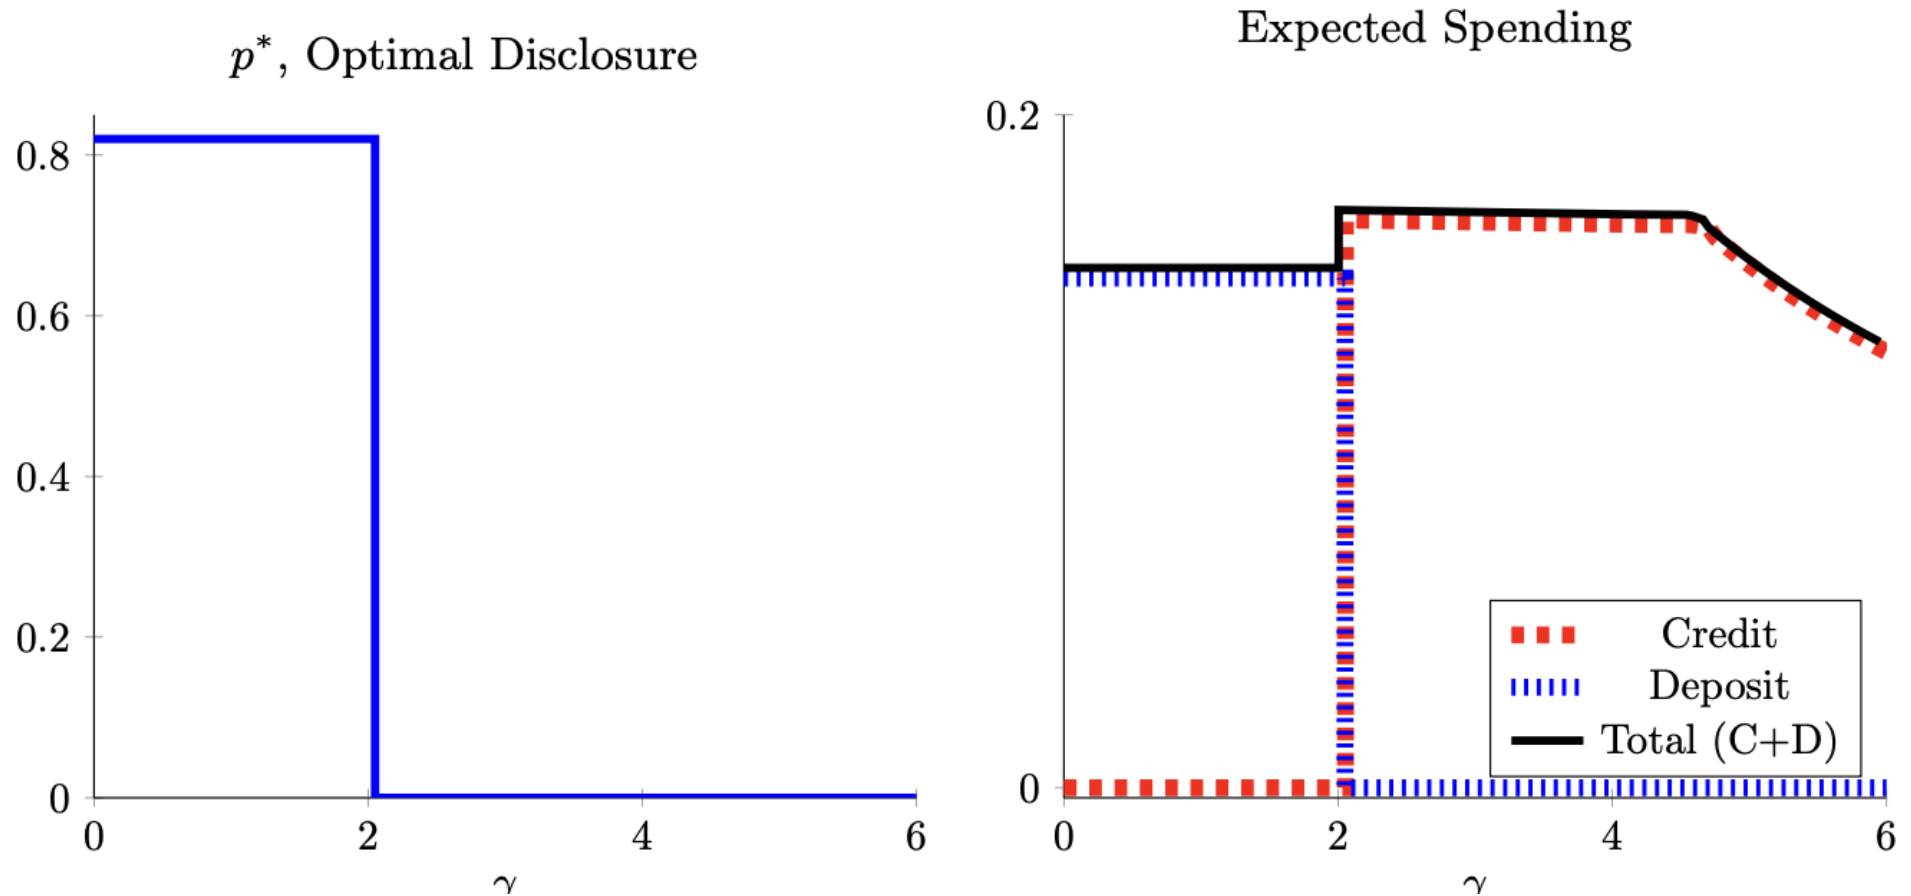 p*, Optimal Disclosure
0.8
0.6
0.4
0.2
0
0 2 4 6
γ
Expected Spending
0.2
0
Credit
Deposit
Total (C+D)
0 2 4 6
γ